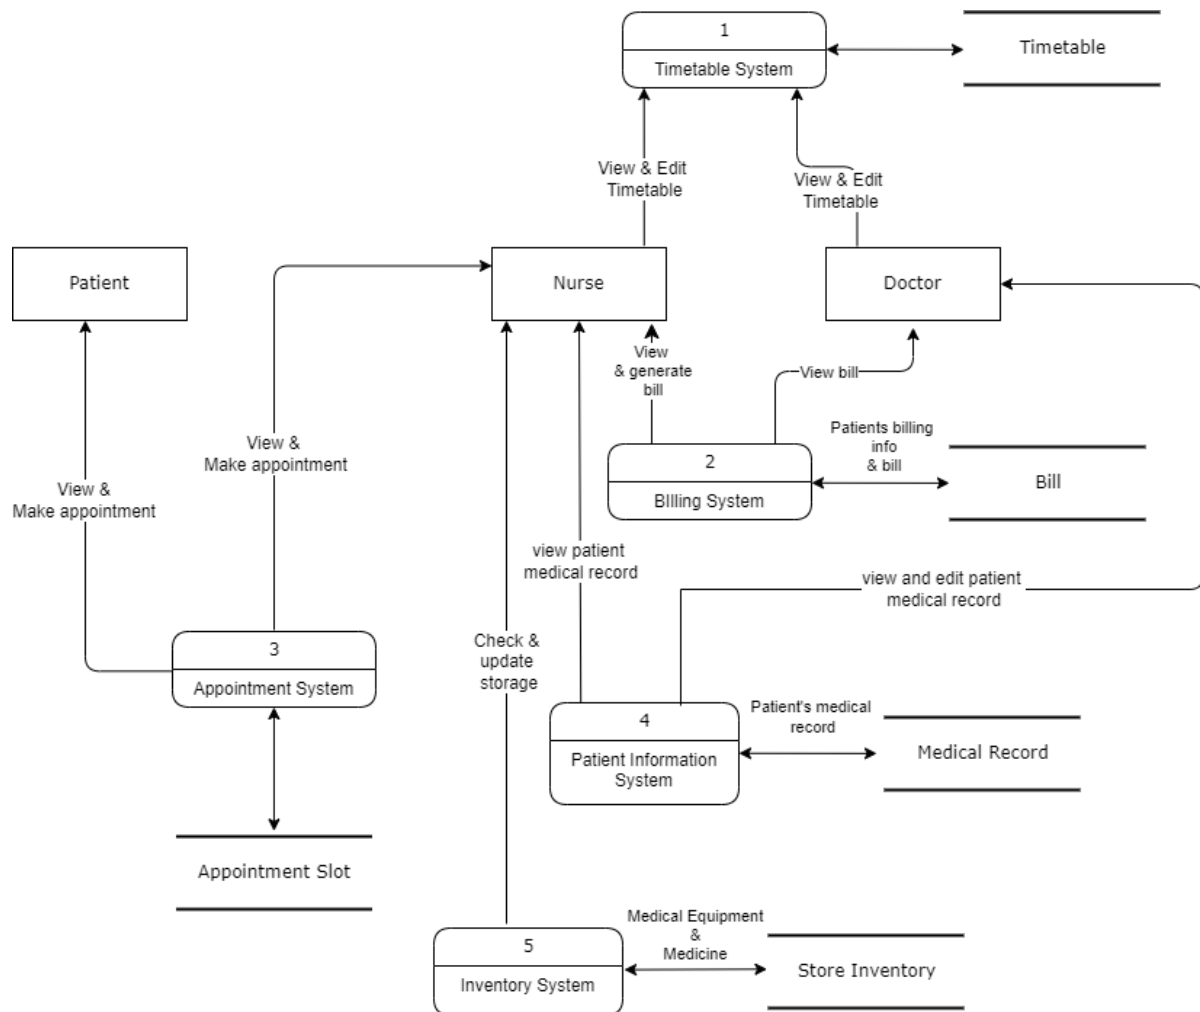 1
Timetable System
Timetable
View & Edit
Timetable
View & Edit
Timetable
Patient
Nurse
Doctor
View
& generate
bill
View bill
Patients billing
info
& bill
2
BIlling System
Bill
View &
Make appointment
View &
Make appointment
view patient
medical record
view and edit patient
medical record
3
Appointment System
Check &
update
storage
4
Patient Information
System
Patient's medical
record
Medical Record
Appointment Slot
5
Inventory System
Medical Equipment
&
Medicine
Store Inventory